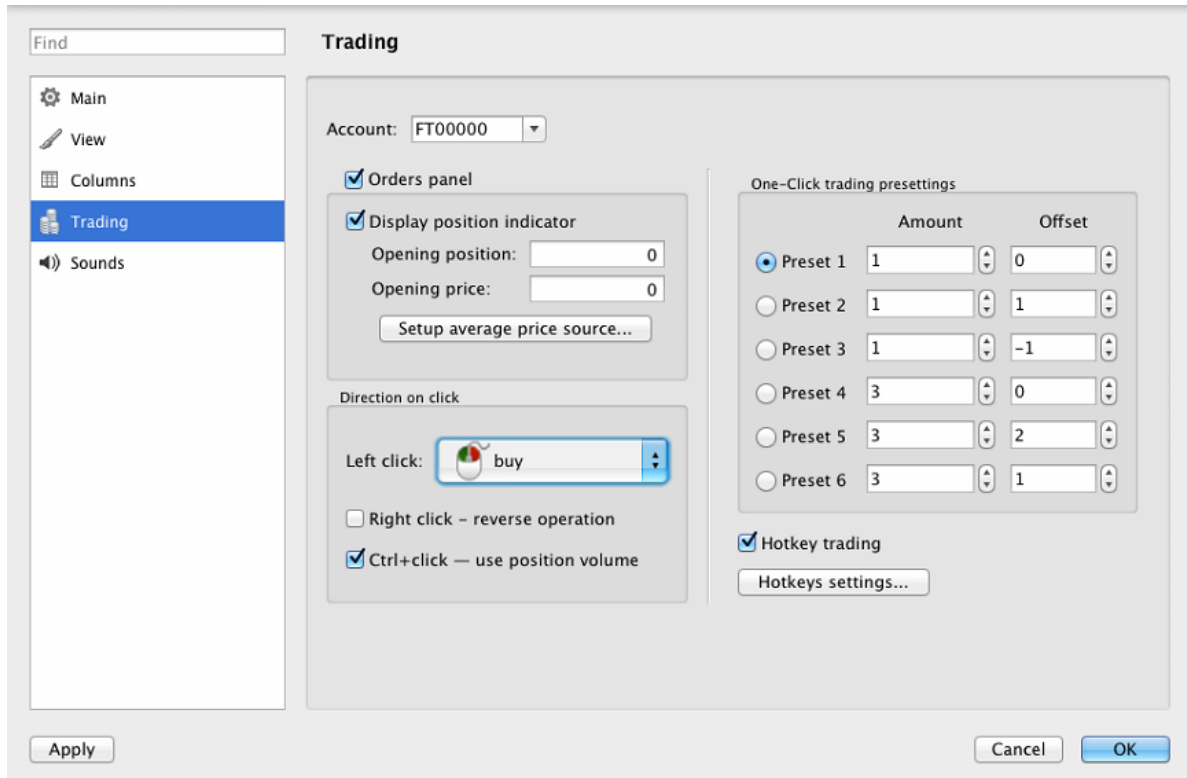 Find
Trading
Main
View
Columns
Trading
Sounds
Account: FT00000
Orders panel
Display position indicator
Opening position: 0
Opening price: 0
Setup average price source...
Direction on click
Left click: buy
Right click – reverse operation
Ctrl+click — use position volume
One-Click trading presettings
Amount Offset
Preset 1 1 0
Preset 2 1 1
Preset 3 1 -1
Preset 4 3 0
Preset 5 3 2
Preset 6 3 1
Hotkey trading
Hotkeys settings...
Apply
Cancel
OK